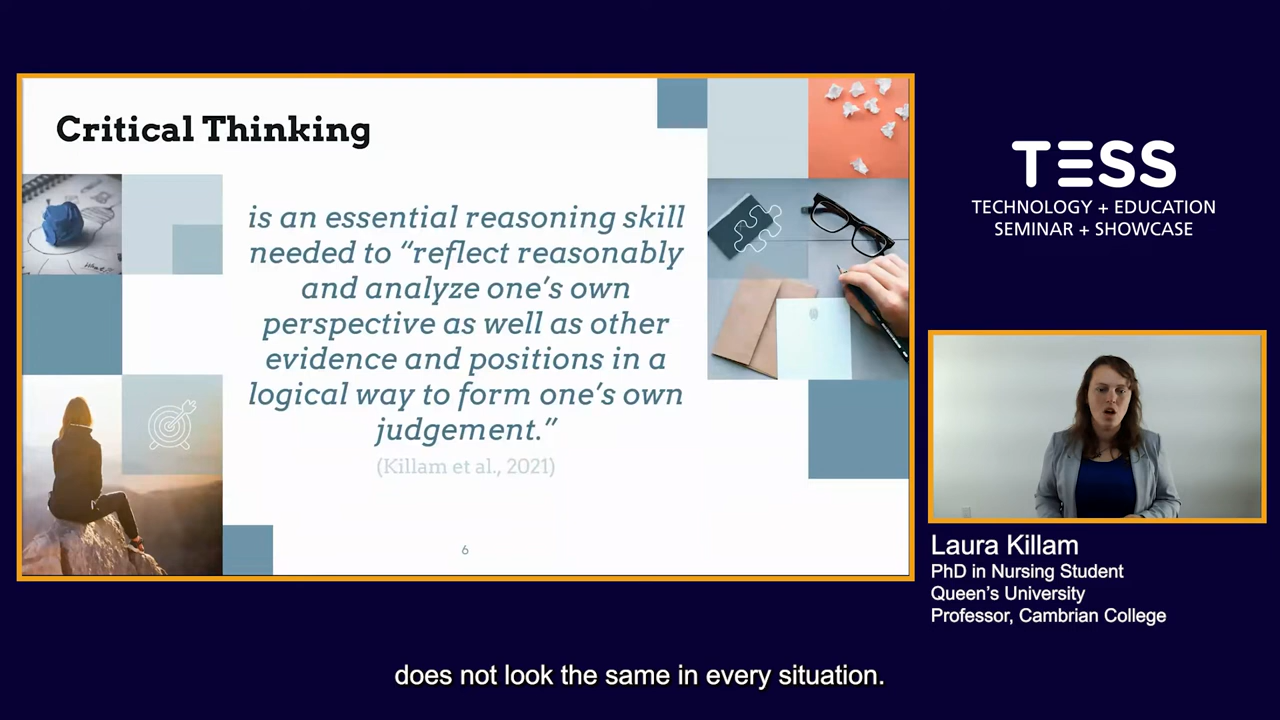 Critical Thinking
is an essential reasoning skill
needed to “reflect reasonably
and analyze one’s own
perspective as well as other
evidence and positions in a
logical way to form one’s own
judgement.”
(Killam et al., 2021)
6
TESS
TECHNOLOGY + EDUCATION
SEMINAR + SHOWCASE
Laura Killam
PhD in Nursing Student
Queen’s University
Professor, Cambrian College
does not look the same in every situation.